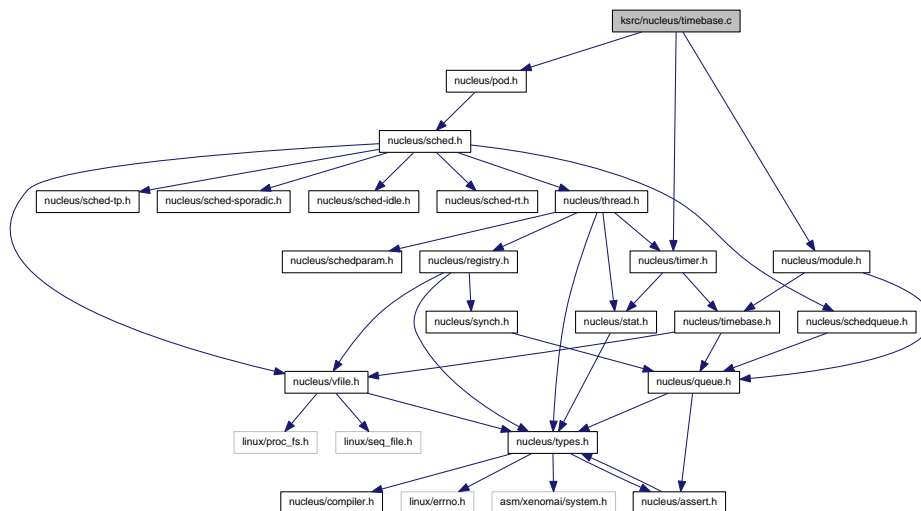 ksrc/nucleus/timebase.c
nucleus/pod.h
nucleus/sched.h
nucleus/sched-tp.h
nucleus/sched-sporadic.h
nucleus/sched-idle.h
nucleus/sched-rt.h
nucleus/thread.h
nucleus/schedparam.h
nucleus/registry.h
nucleus/timer.h
nucleus/module.h
nucleus/synch.h
nucleus/stat.h
nucleus/timebase.h
nucleus/schedqueue.h
nucleus/vfile.h
nucleus/queue.h
linux/proc_fs.h
linux/seq_file.h
nucleus/types.h
nucleus/compiler.h
linux/errno.h
asm/xenomai/system.h
nucleus/assert.h